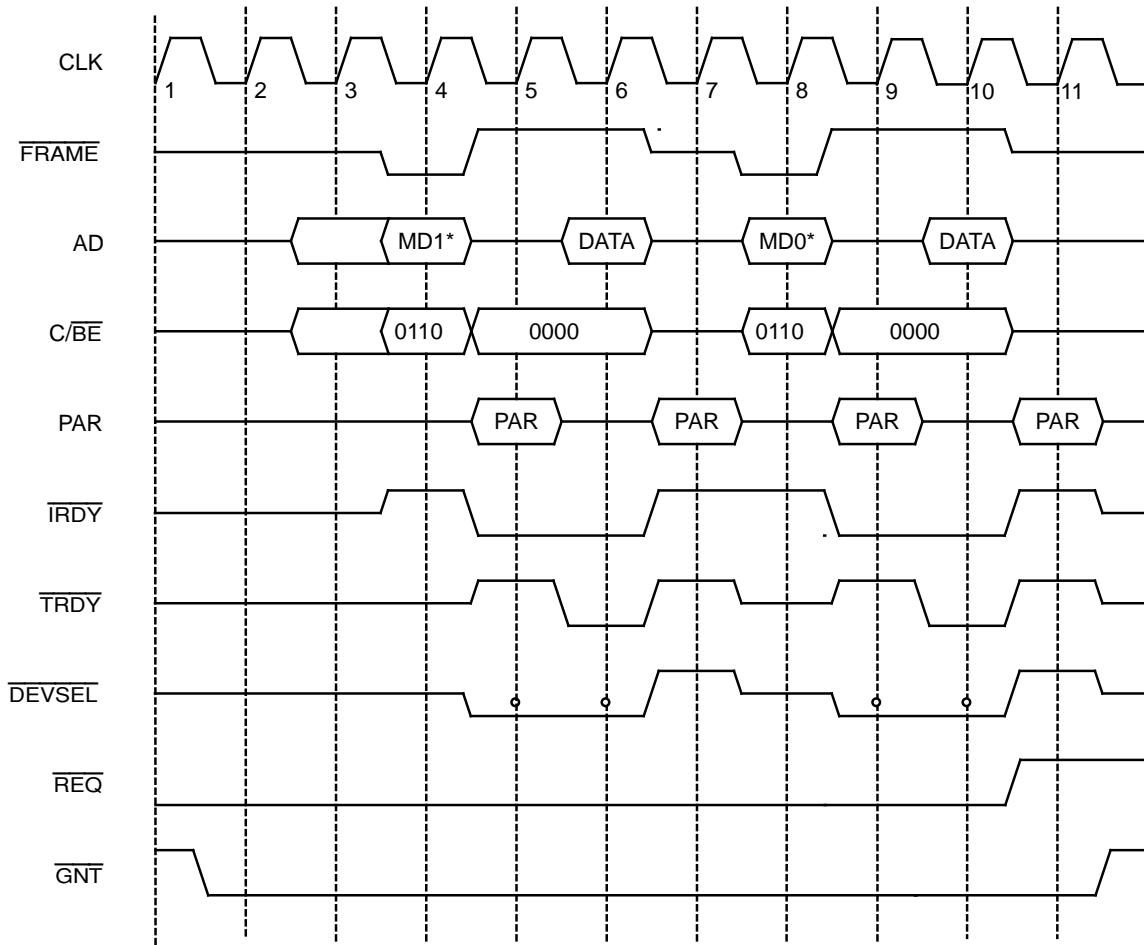 CLK
1 2 3 4 5 6 7 8 9 10 11
FRAME
AD MD1* DATA MD0* DATA
C/BE 0110 0000 0110 0000
PAR PAR PAR PAR PAR
IRDY
TRDY
DEVSEL
REQ
GNT